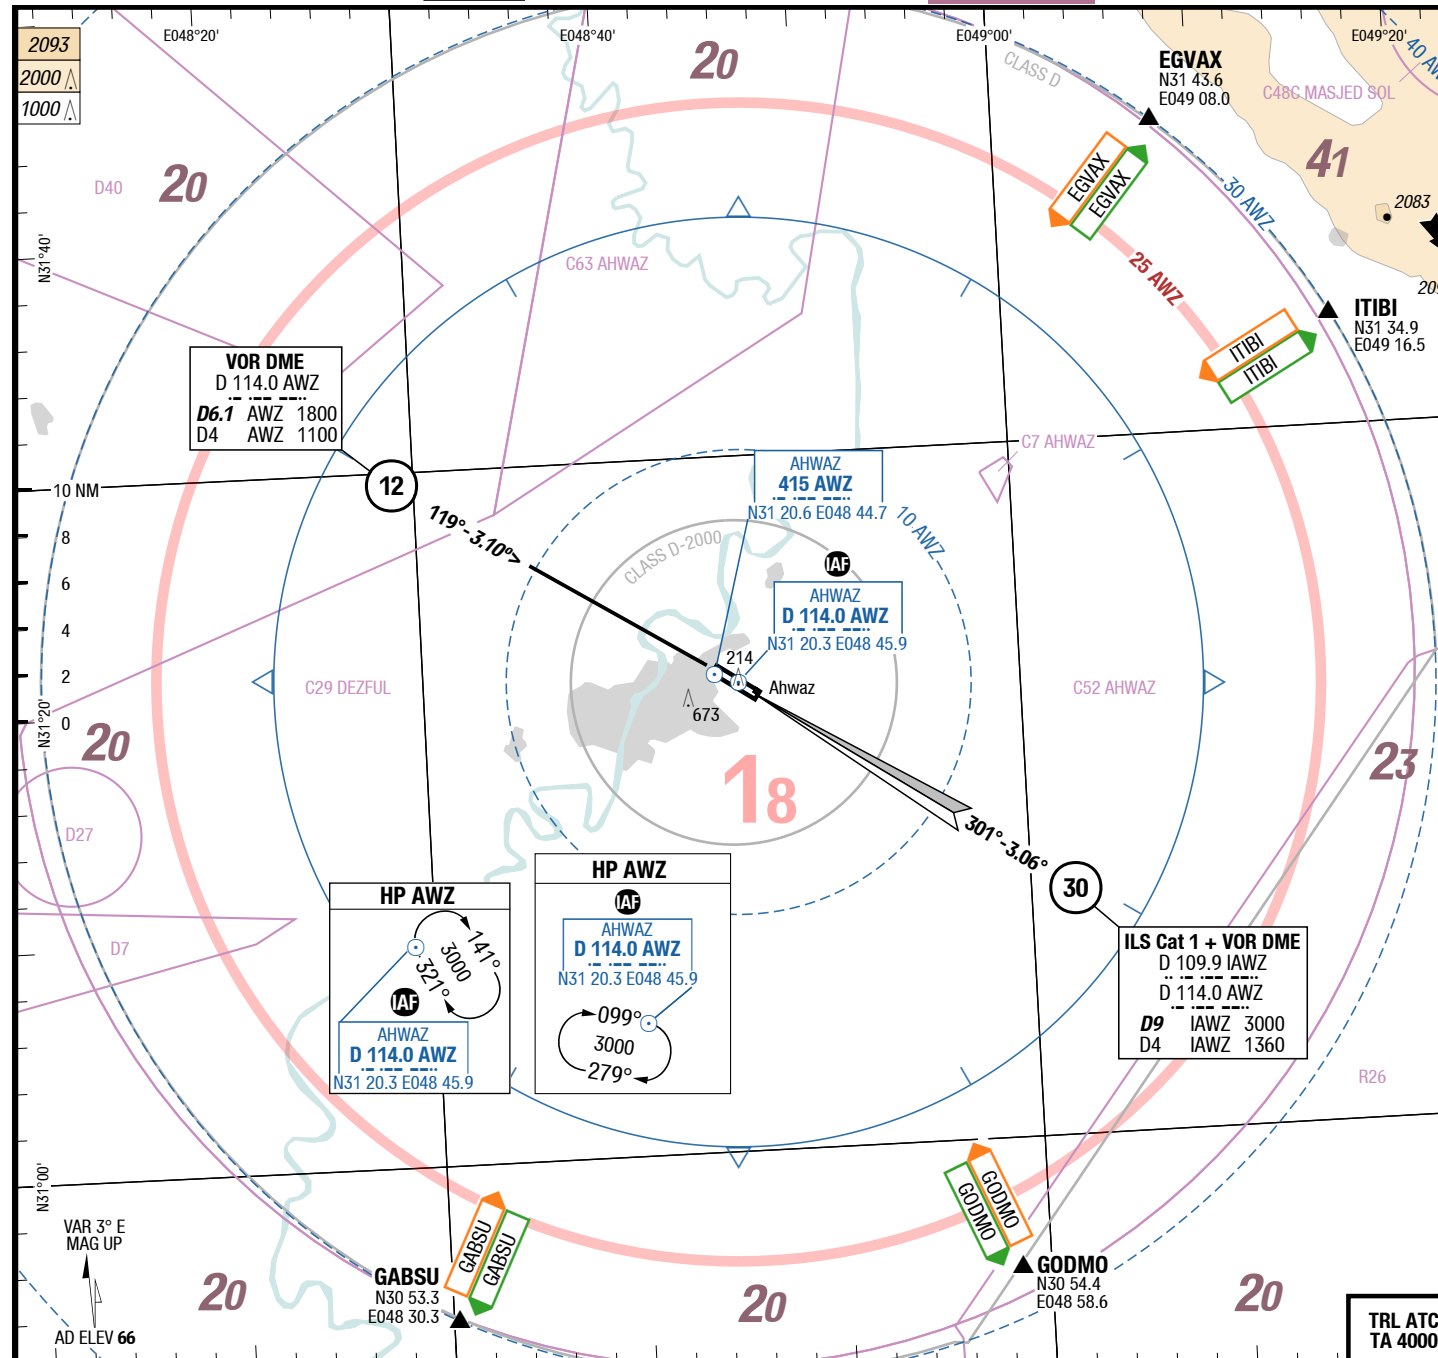 E048°20'
E048°40'
E049°00'
E049°20'
2093
2000
1000
20
CLASS D
EGVAX
N31 43.6
E049 08.0
C48C MASJED SOL
40 AW
41
D40
20
EGVAX
EGVAX
30 AWZ
2083
N31°40'
C63 AHWAZ
25 AWZ
ITIBI
N31 34.9
E049 16.5
ITIBI
ITIBI
VOR DME
D 114.0 AWZ
D6.1 AWZ 1800
D4 AWZ 1100
C7 AHWAZ
12
AHWAZ
415 AWZ
N31 20.6 E048 44.7
10 NM
8
6
4
2
0
119°-3.10°>
CLASS D-2000
10 AWZ
IAF
AHWAZ
D 114.0 AWZ
N31 20.3 E048 45.9
214
Ahwaz
673
C29 DEZFUL
C52 AHWAZ
N31°20'
20
18
23
D27
301°-3.06°
30
HP AWZ
141°
3000
321°
IAF
AHWAZ
D 114.0 AWZ
N31 20.3 E048 45.9
HP AWZ
IAF
AHWAZ
D 114.0 AWZ
N31 20.3 E048 45.9
099°
3000
279°
D7
ILS Cat 1 + VOR DME
D 109.9 IAWZ
D 114.0 AWZ
D9 IAWZ 3000
D4 IAWZ 1360
R26
N31°00'
GABSU
GABSU
GODMO
GODMO
VAR 3° E
MAG UP
AD ELEV 66
20
GABSU
N30 53.3
E048 30.3
20
GODMO
N30 54.4
E048 58.6
20
TRL ATC
TA 4000